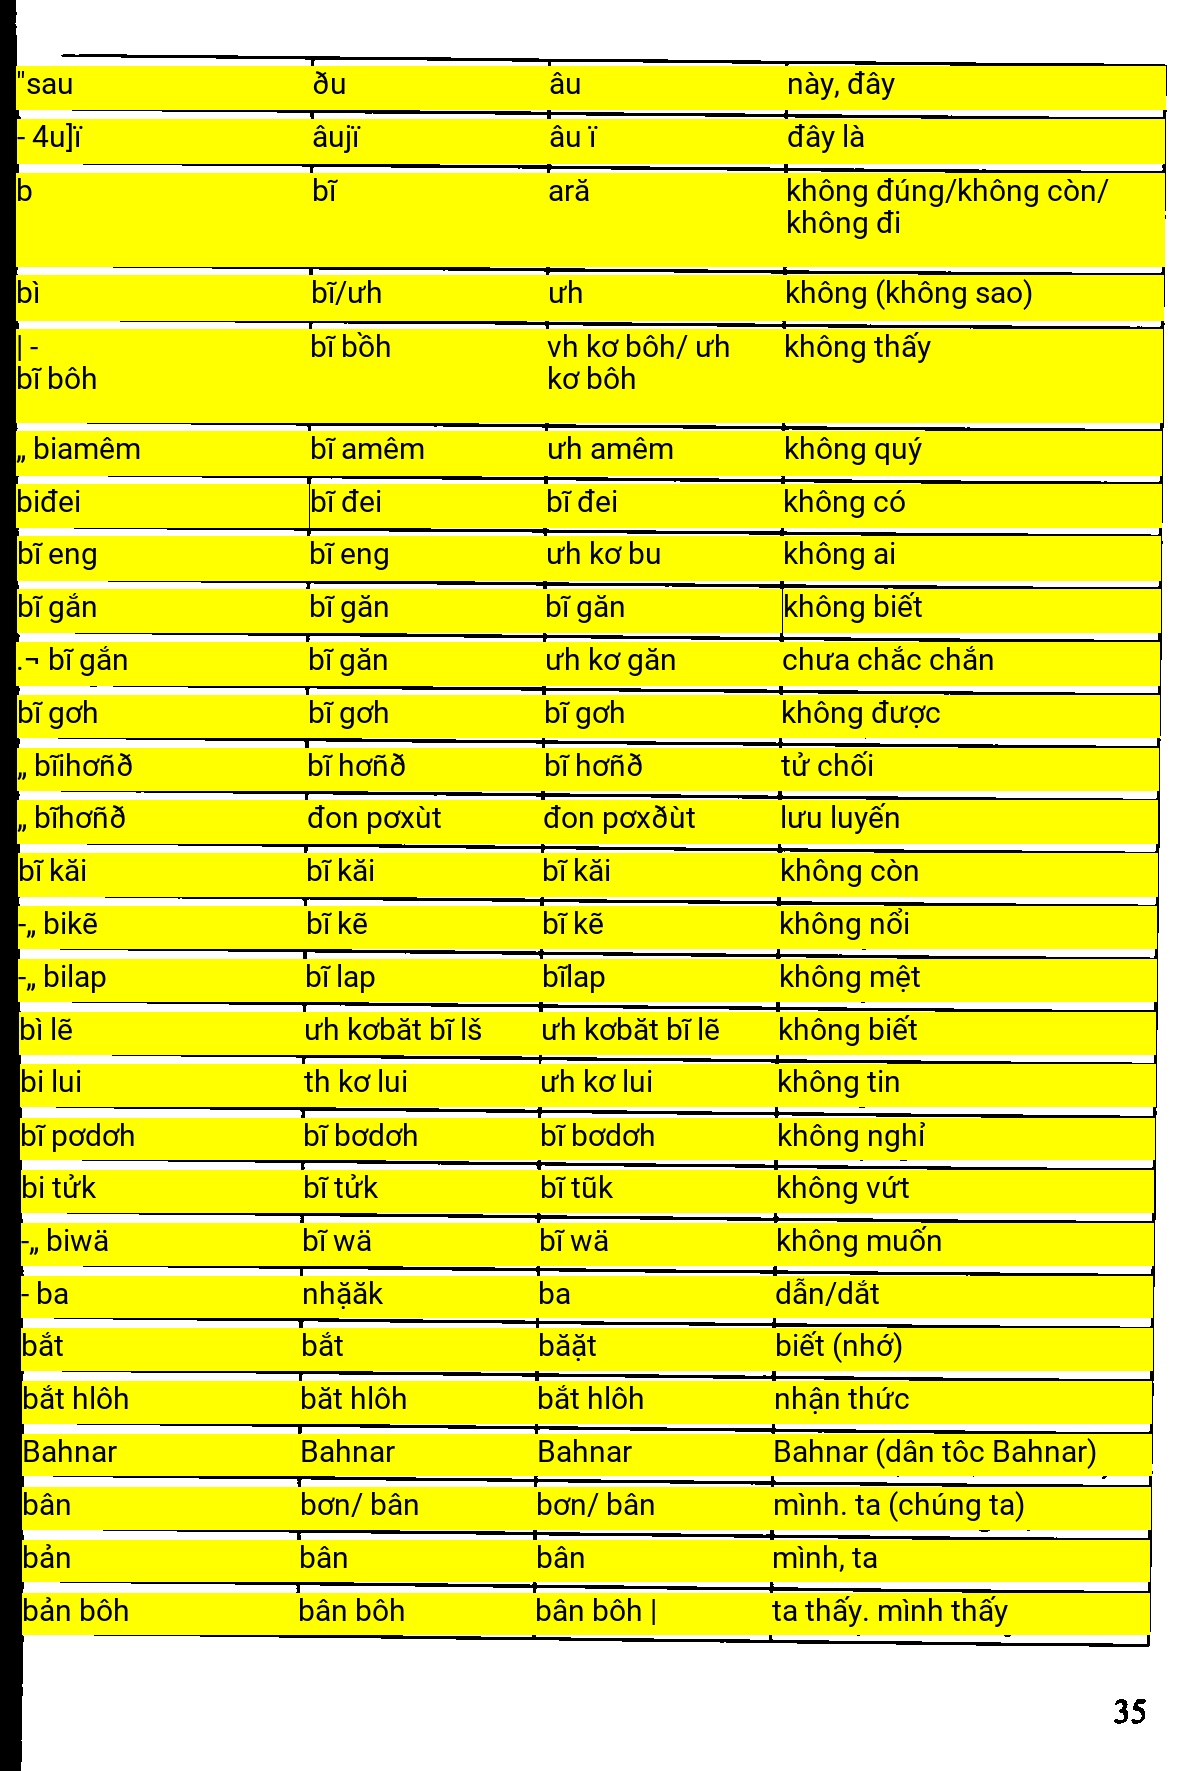 "sau ðu âu này, đây
- 4u]ï âujï âu ï đây là
b bĩ ară không đúng/không còn/
không đi
bì bĩ/ưh ưh không (không sao)
| - bĩ bồh vh kơ bôh/ ưh không thấy
bĩ bôh kơ bôh
„ biamêm bĩ amêm ưh amêm không quý
biđei bĩ đei bĩ đei không có
bĩ eng bĩ eng ưh kơ bu không ai
bĩ gắn bĩ găn bĩ găn không biết
.¬ bĩ gắn bĩ găn ưh kơ găn chưa chắc chắn
bĩ gơh bĩ gơh bĩ gơh không được
„ bĩihơñð bĩ hơñð bĩ hơñð tử chối
„ bĩhơñð đon pơxùt đon pơxðùt lưu luyến
bĩ kăi bĩ kăi bĩ kăi không còn
-„ bikẽ bĩ kẽ bĩ kẽ không nổi
-„ bilap bĩ lap bĩlap không mệt
bì lẽ ưh kơbăt bĩ lš ưh kơbăt bĩ lẽ không biết
bi lui th kơ lui ưh kơ lui không tin
bĩ pơdơh bĩ bơdơh bĩ bơdơh không nghỉ
bi tửk bĩ tửk bĩ tũk không vứt
-„ biwä bĩ wä bĩ wä không muốn
- ba nhặăk ba dẫn/dắt
bắt bắt băặt biết (nhớ)
bắt hlôh băt hlôh bắt hlôh nhận thức
Bahnar Bahnar Bahnar Bahnar (dân tôc Bahnar)
bân bơn/ bân bơn/ bân mình. ta (chúng ta)
bản bân bân mình, ta
bản bôh bân bôh bân bôh | ta thấy. mình thấy
35